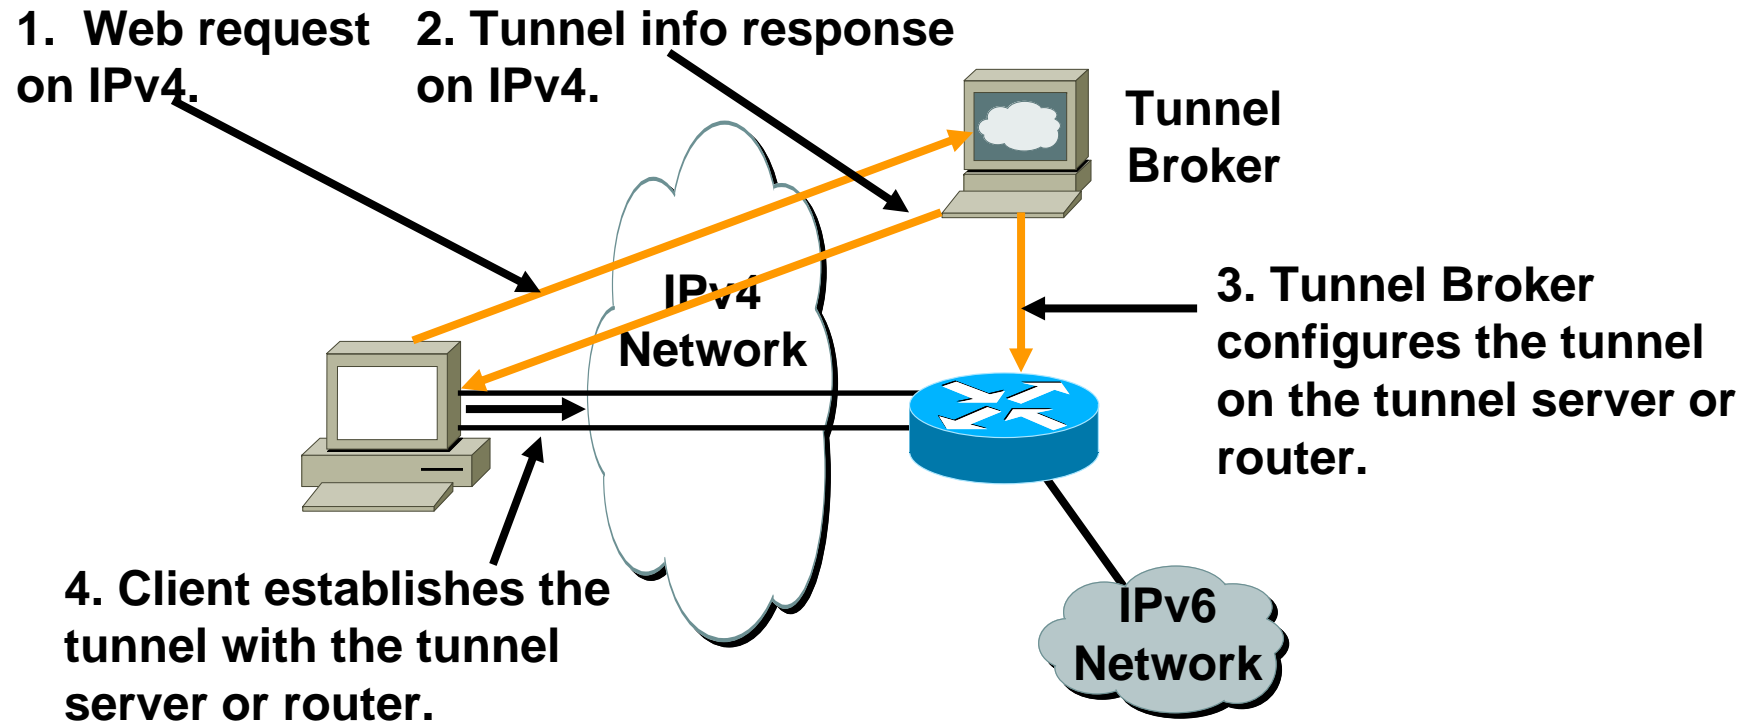 1. Web request
on IPv4.
2. Tunnel info response
on IPv4.
Tunnel
Broker
IPv4
Network
3. Tunnel Broker
configures the tunnel
on the tunnel server or
router.
4. Client establishes the
tunnel with the tunnel
server or router.
IPv6
Network